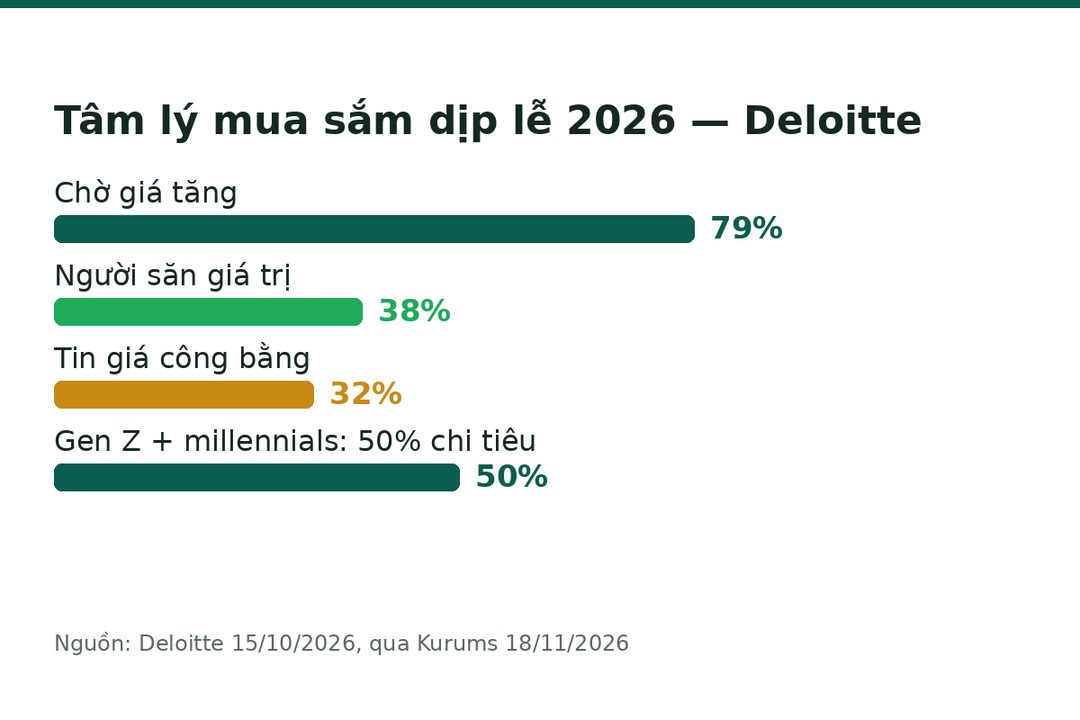 Tâm lý mua sắm dịp lễ 2026 — Deloitte
Chờ giá tăng
79%
Người săn giá trị
38%
Tin giá công bằng
32%
Gen Z + millennials: 50% chi tiêu
50%
Nguồn: Deloitte 15/10/2026, qua Kurums 18/11/2026